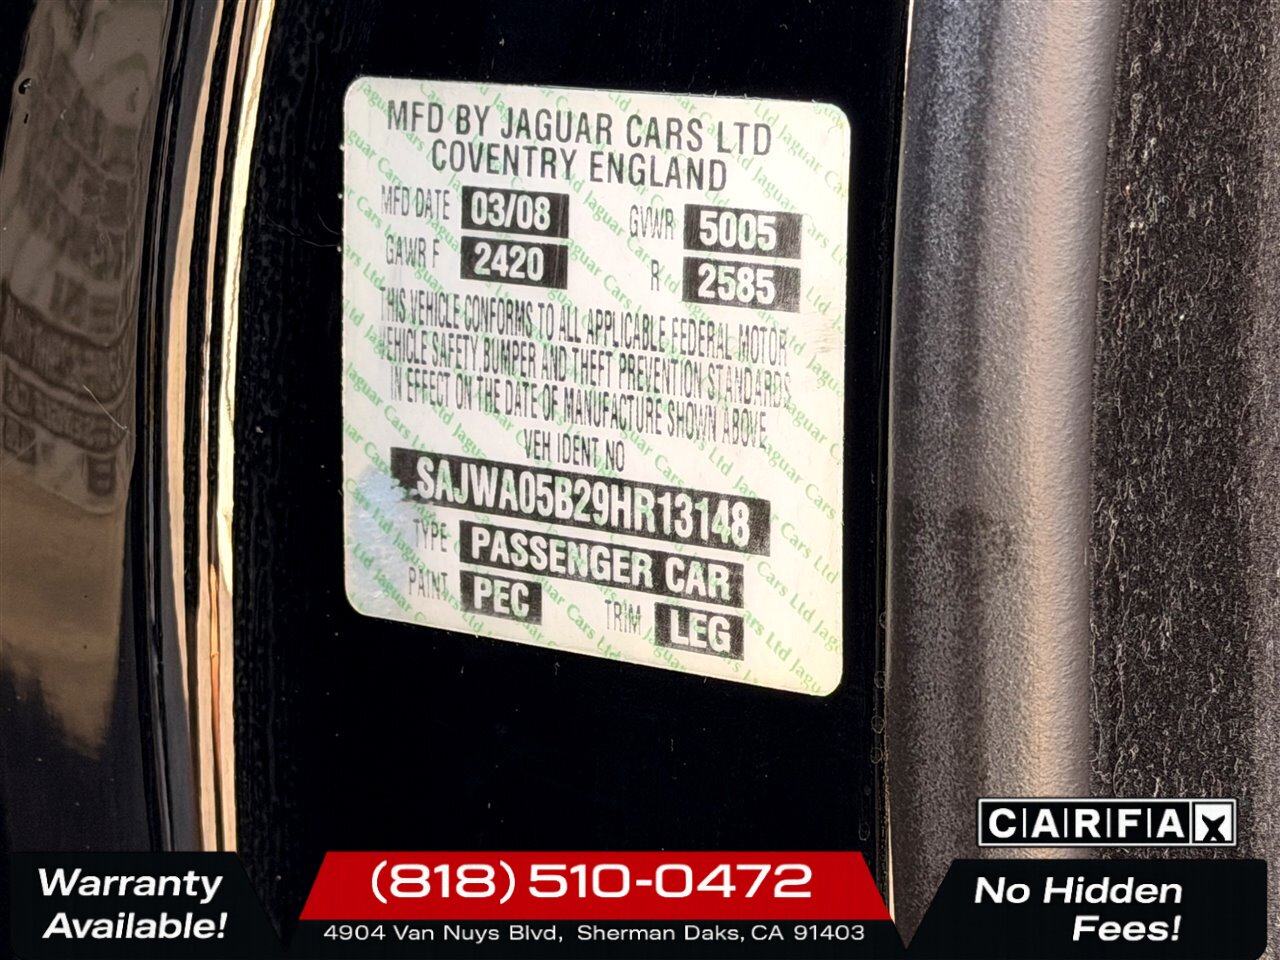 MFD BY JAGUAR CARS LTD
COVENTRY ENGLAND
MFD DATE 03/08 GVWR 5005
GAWR F 2420 R 2585
THIS VEHICLE CONFORMS TO ALL APPLICABLE FEDERAL MOTOR
VEHICLE SAFETY, BUMPER AND THEFT PREVENTION STANDARDS
IN EFFECT ON THE DATE OF MANUFACTURE SHOWN ABOVE
VEH IDENT NO
SAJWA05B29HR13148
TYPE PASSENGER CAR
PAINT PEC TRIM LEG
CARFAX
Warranty
Available!
(818) 510-0472
4904 Van Nuys Blvd, Sherman Daks, CA 91403
No Hidden
Fees!